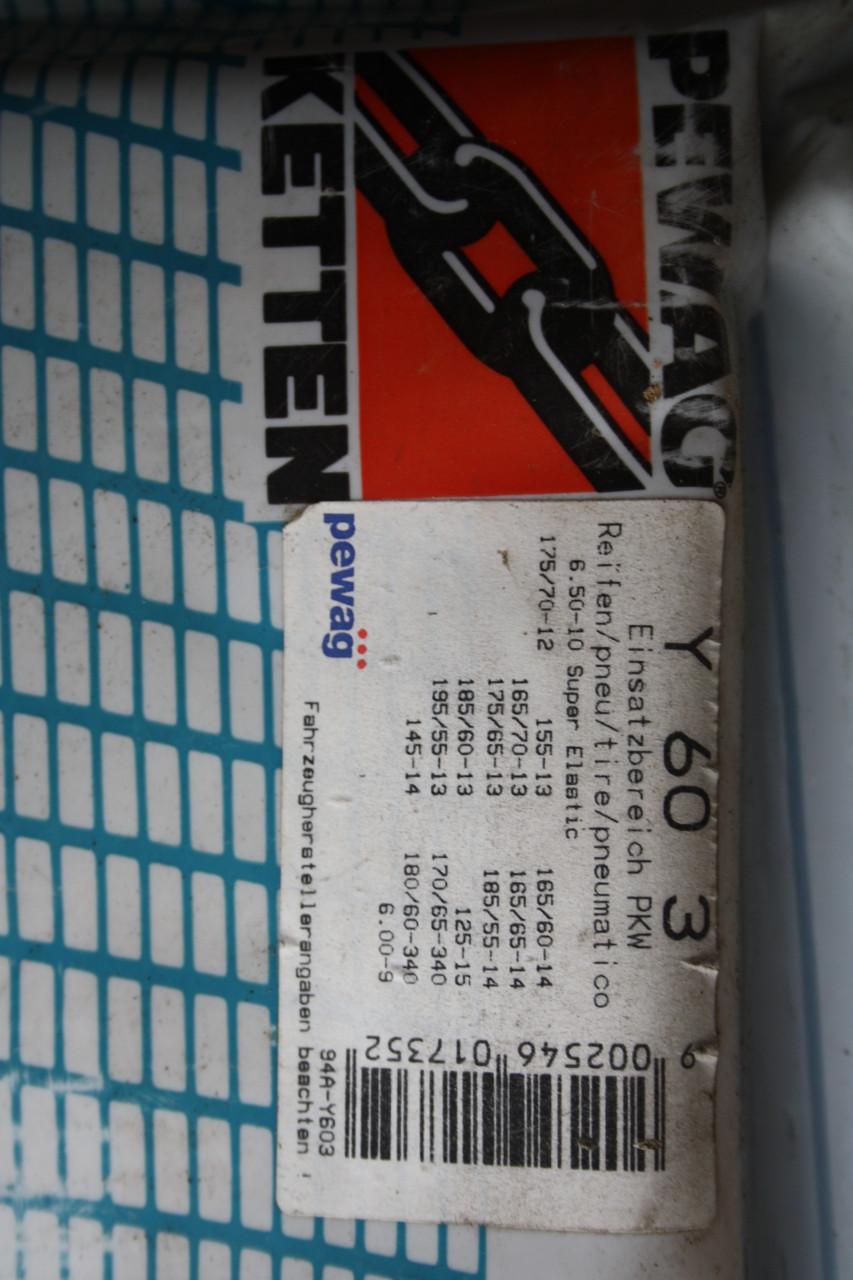 PEWAG®
KETTEN
Y 60 3
Einsatzbereich PKW
Reifen/pneu/tire/pneumatico
6.50-10 Super Elastic
175/70-12 155-13 165/60-14
165/70-13 165/65-14
175/65-13 185/55-14
185/60-13 125-15
195/55-13 170/65-340
145-14 180/60-340
6.00-9
pewag
Fahrzeugherstellerangaben beachten !
9 002546 017352
94A-Y603